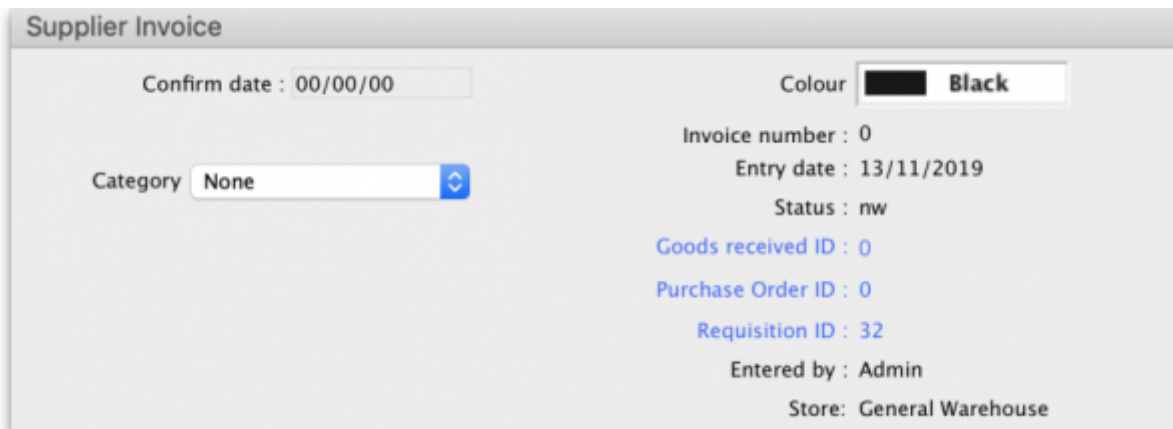 Supplier Invoice
Confirm date : 00/00/00
Colour Black
Invoice number : 0
Entry date : 13/11/2019
Category None
Status : nw
Goods received ID : 0
Purchase Order ID : 0
Requisition ID : 32
Entered by : Admin
Store: General Warehouse